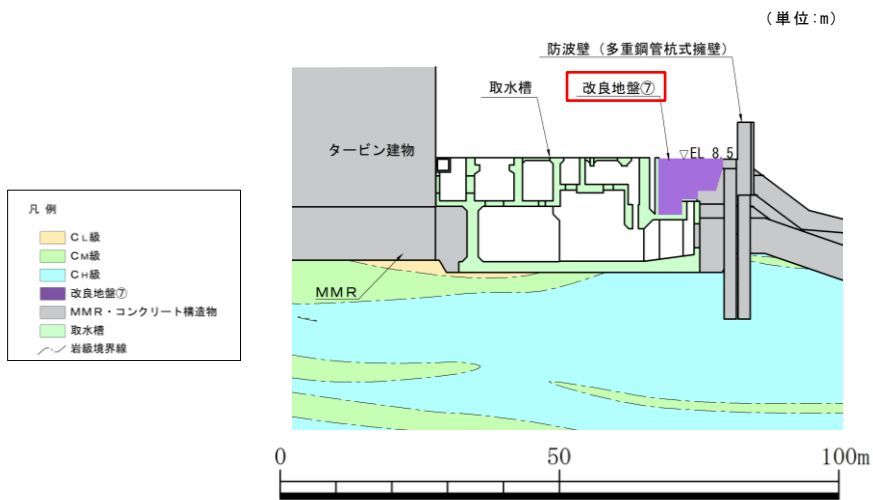 （単位:m）
防波壁（多重鋼管杭式擁壁）
取水槽
改良地盤⑦
タービン建物
▽EL 8.5
MMR
凡 例
CL級
CM級
CH級
改良地盤⑦
MMR・コンクリート構造物
取水槽
岩級境界線
0 50 100m